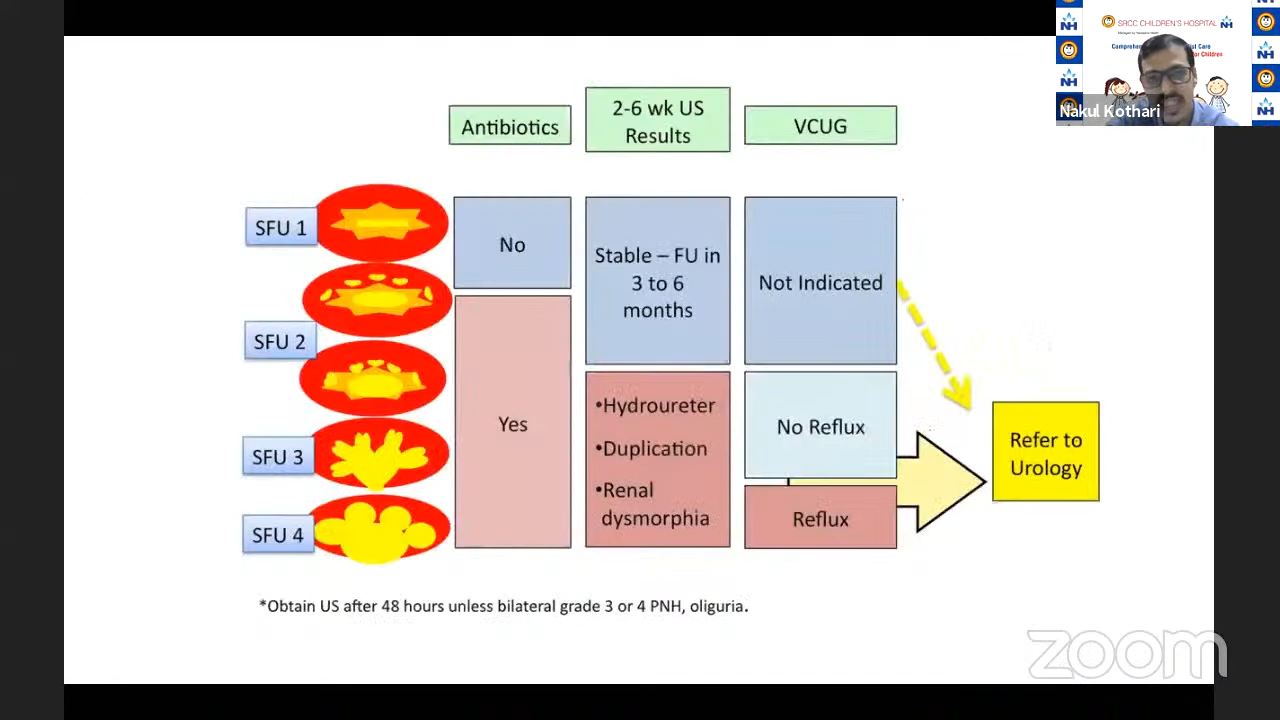 SRCC CHILDREN'S HOSPITAL
NH
Nakul Kothari
Antibiotics
2-6 wk US
Results
VCUG
SFU 1
SFU 2
SFU 3
SFU 4
No
Yes
Stable – FU in
3 to 6
months
•Hydroureter
•Duplication
•Renal
dysmorphia
Not Indicated
No Reflux
Reflux
Refer to
Urology
*Obtain US after 48 hours unless bilateral grade 3 or 4 PNH, oliguria.
zoom